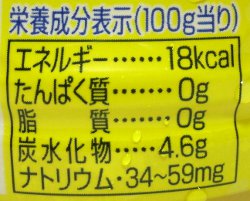 栄養成分表示(100g当り)
エネルギー……18kcal
たんぱく質……0g
脂　　質……0g
炭水化物…4.6g
ナトリウム・34~59mg